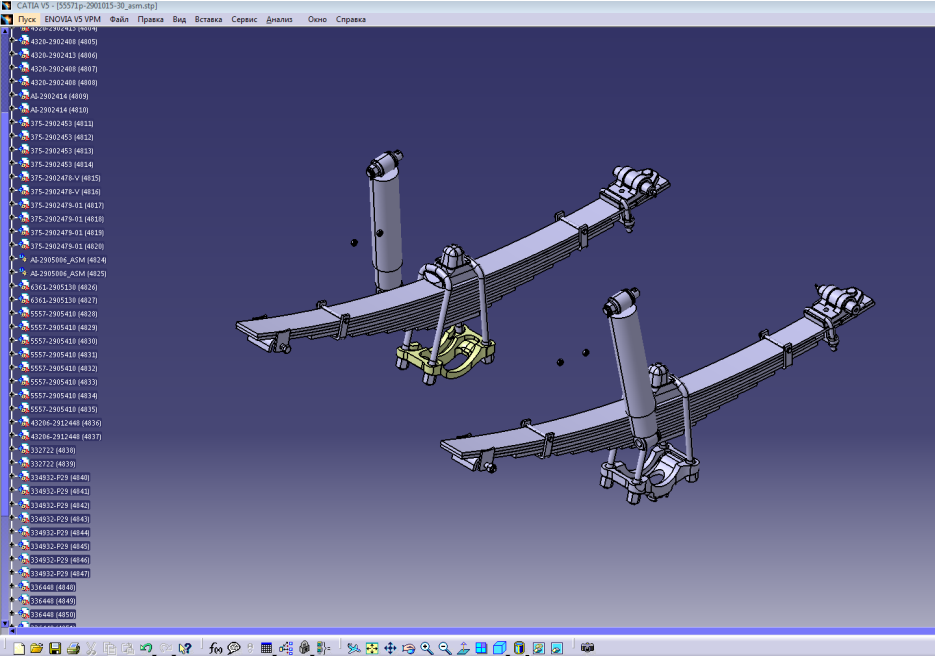 CATIA V5 - [55571p-2901015-30_asm.stp]
Пуск ENOVIA V5 VPM Файл Правка Вид Вставка Сервис Анализ Окно Справка
4320-2902413 (4804)
4320-2902408 (4805)
4320-2902413 (4806)
4320-2902408 (4807)
4320-2902408 (4808)
AI-2902414 (4809)
AI-2902414 (4810)
375-2902453 (4811)
375-2902453 (4812)
375-2902453 (4813)
375-2902453 (4814)
375-2902478-V (4815)
375-2902478-V (4816)
375-2902479-01 (4817)
375-2902479-01 (4818)
375-2902479-01 (4819)
375-2902479-01 (4820)
AI-2905006_ASM (4824)
AI-2905006_ASM (4825)
6361-2905130 (4826)
6361-2905130 (4827)
5557-2905410 (4828)
5557-2905410 (4829)
5557-2905410 (4830)
5557-2905410 (4831)
5557-2905410 (4832)
5557-2905410 (4833)
5557-2905410 (4834)
5557-2905410 (4835)
43206-2912448 (4836)
43206-2912448 (4837)
332722 (4838)
332722 (4839)
334932-P29 (4840)
334932-P29 (4841)
334932-P29 (4842)
334932-P29 (4843)
334932-P29 (4844)
334932-P29 (4845)
334932-P29 (4846)
334932-P29 (4847)
336448 (4848)
336448 (4849)
336448 (4850)
f(x)